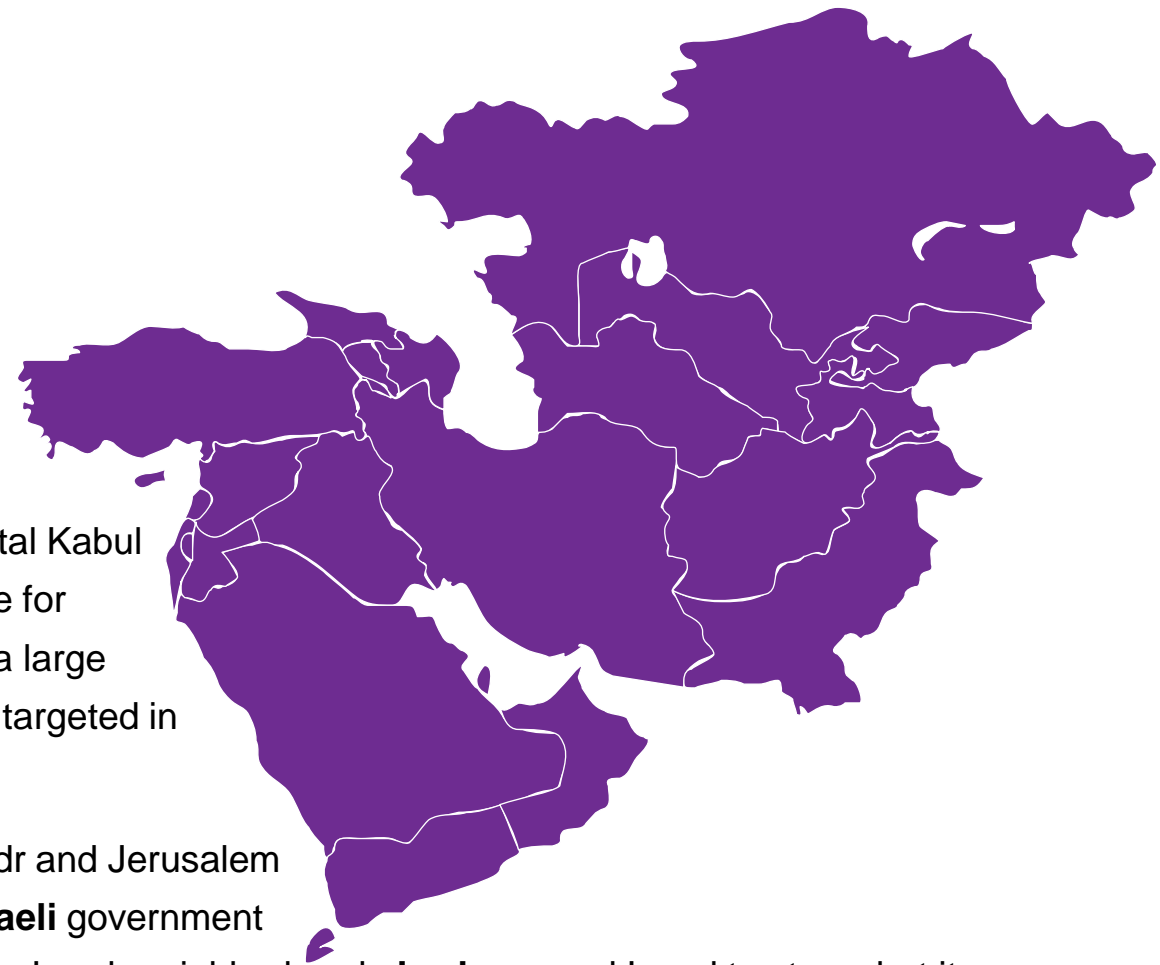 tal Kabul
e for
a large
targeted in
dr and Jerusalem
aeli government